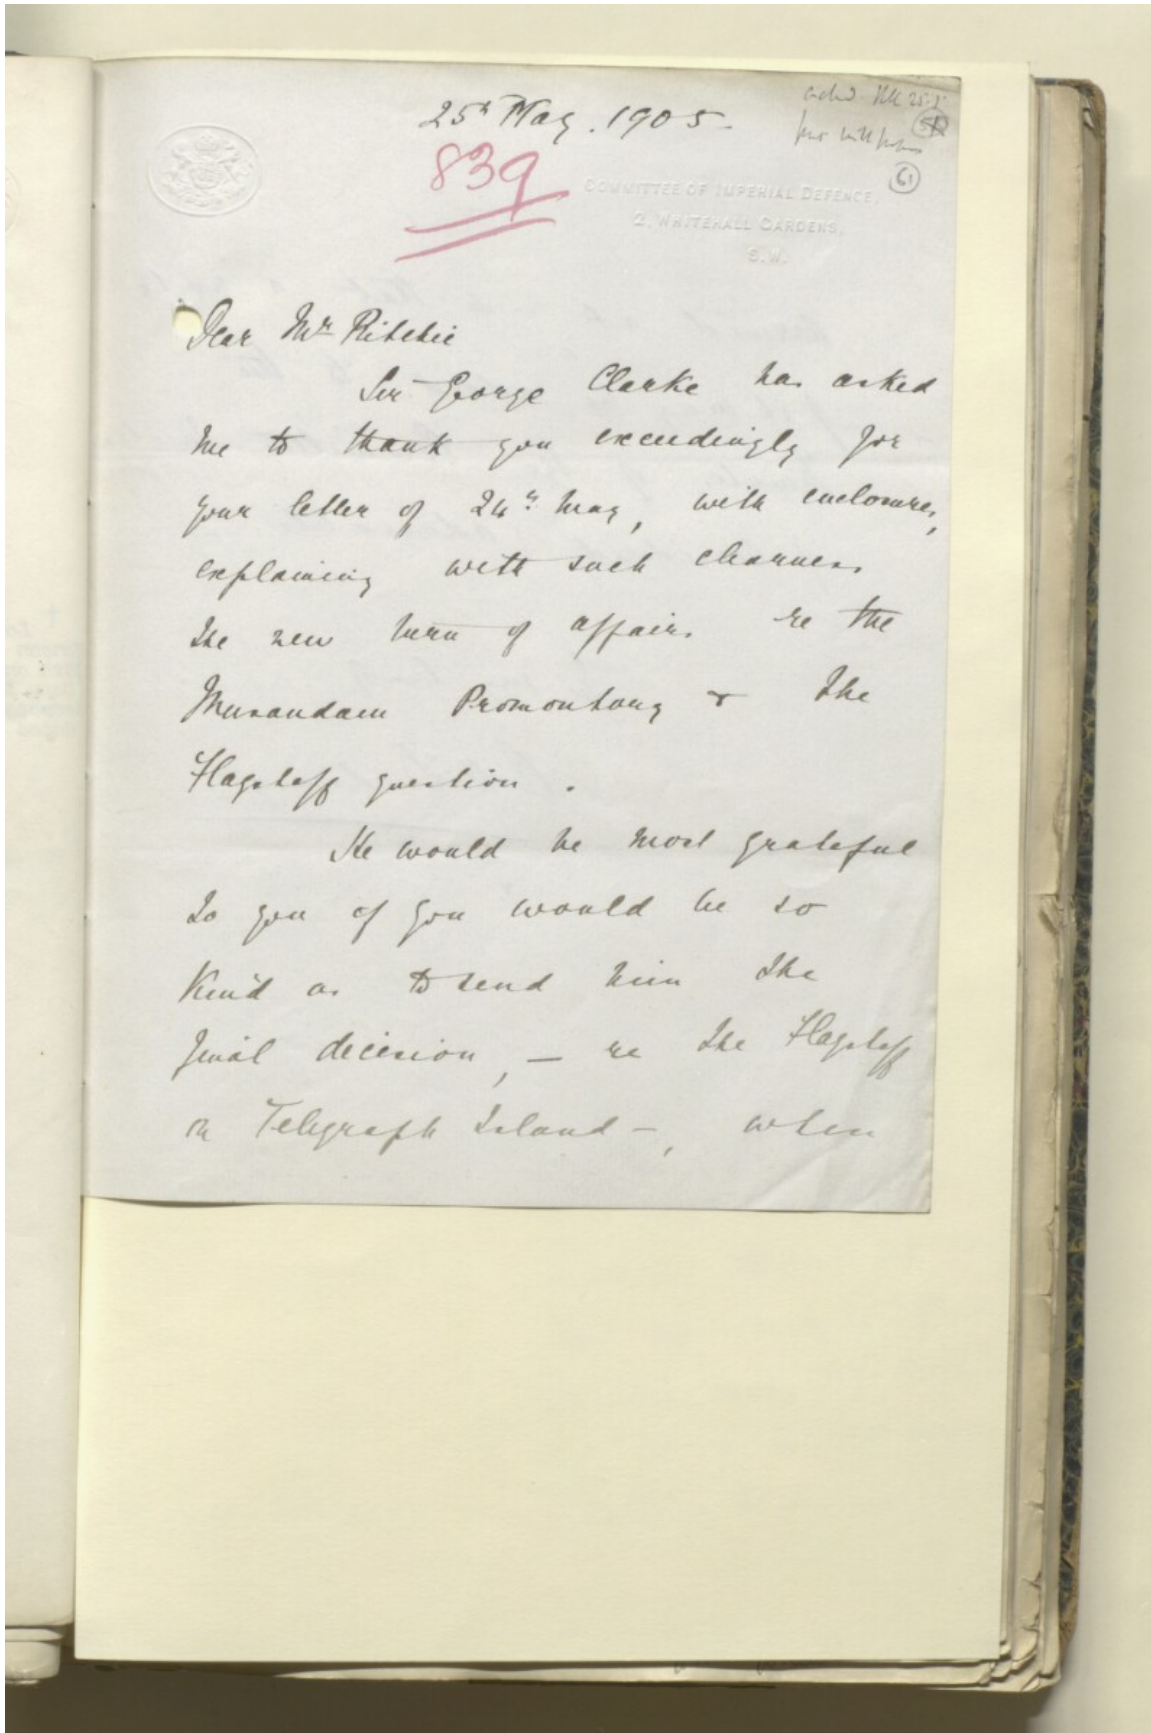 25th May. 1905.
839
61
COMMITTEE OF IMPERIAL DEFENCE,
2, WHITEHALL GARDENS,
S.W.
Dear Mr Ritchie
Sir George Clarke has asked
me to thank you exceedingly for
your letter of 24th May, with enclosures,
explaining with such clearness
the new turn of affairs re the
Musandam Promontory & the
Flagstaff question.
He would be most grateful
to you if you would be so
kind as to send him the
final decision, — re the Flagstaff
on Telegraph Island —, when